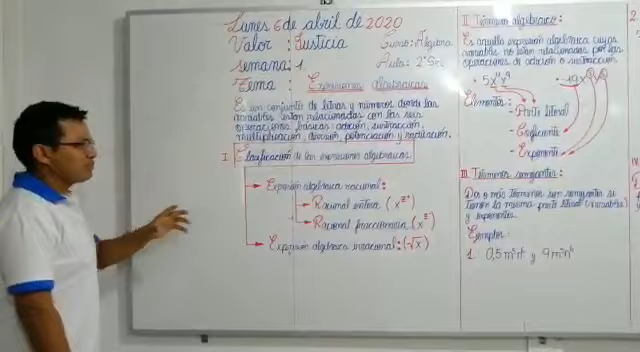 Lunes 6 de abril de 2020
Valor : Justicia
Curso: Álgebra
Semana: 1
Aula: 2° Sec
Tema : Expresiones algebraicas
Es un conjunto de letras y números donde las
variables están relacionadas con las seis
operaciones básicas: adición, sustracción,
multiplicación, división, potenciación y radicación.
I Clasificación de las expresiones algebraicas
Expresión algebraica racional:
Racional entera
Racional fraccionaria
Expresión algebraica irracional: (√x)
II Término algebraico:
Es aquella expresión algebraica cuyas
variables no están relacionadas por las
operaciones de adición o sustracción
Elementos:
- Parte literal
- Coeficiente
- Exponente
III Términos semejantes:
Dos o más términos son semejantes si
tienen la misma parte literal (variables)
y exponentes.
Ejemplos:
1.